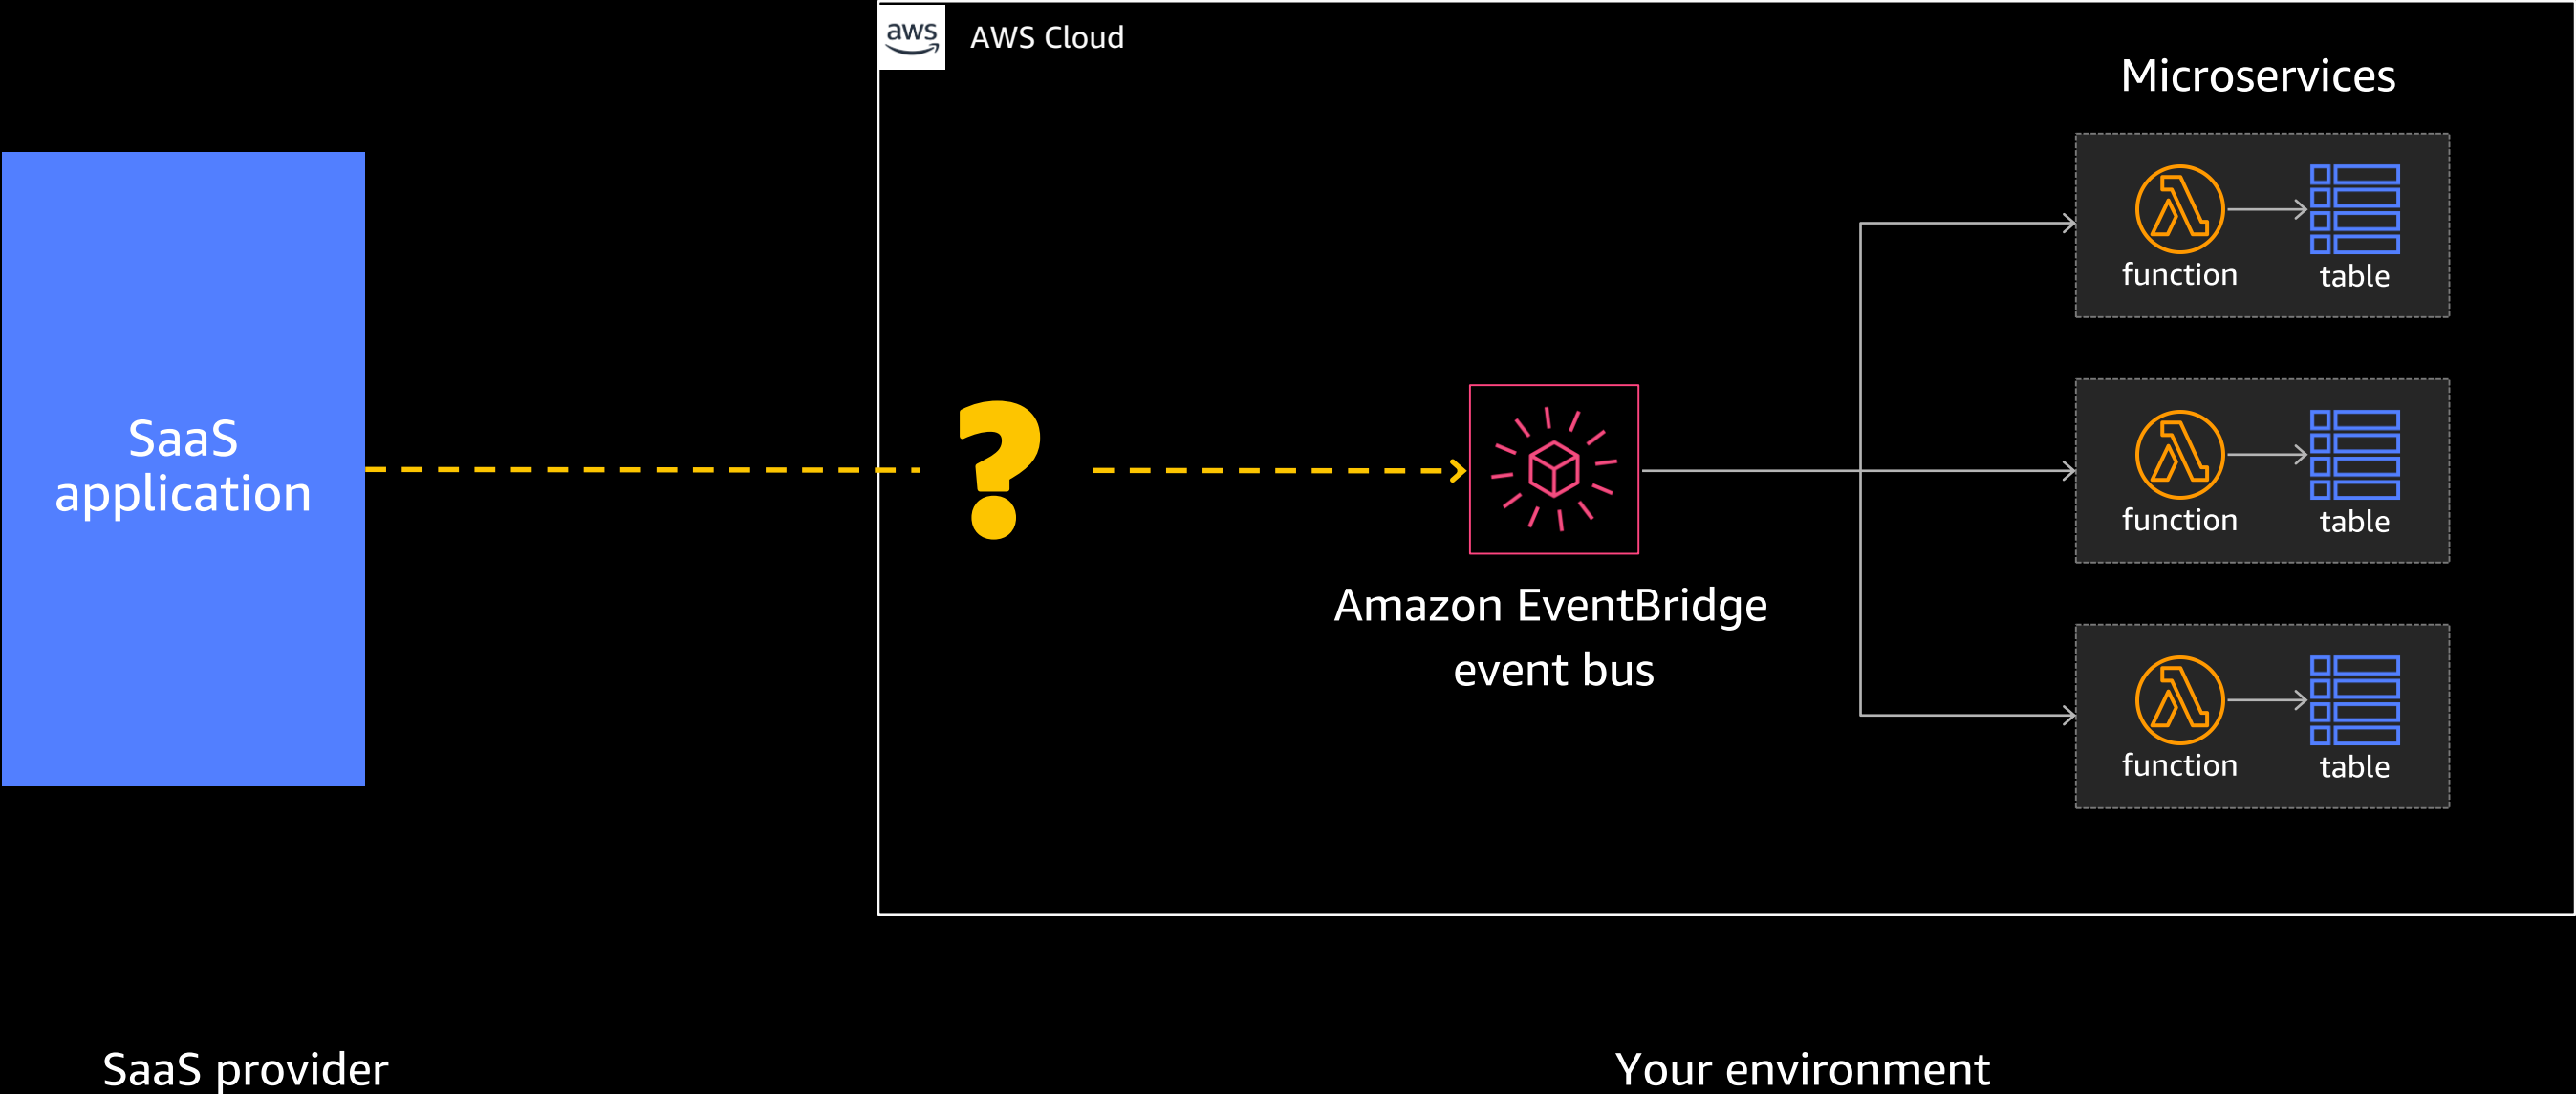 aws
AWS Cloud
Microservices
function
table
SaaS
application
?
function
table
Amazon EventBridge
event bus
function
table
SaaS provider
Your environment